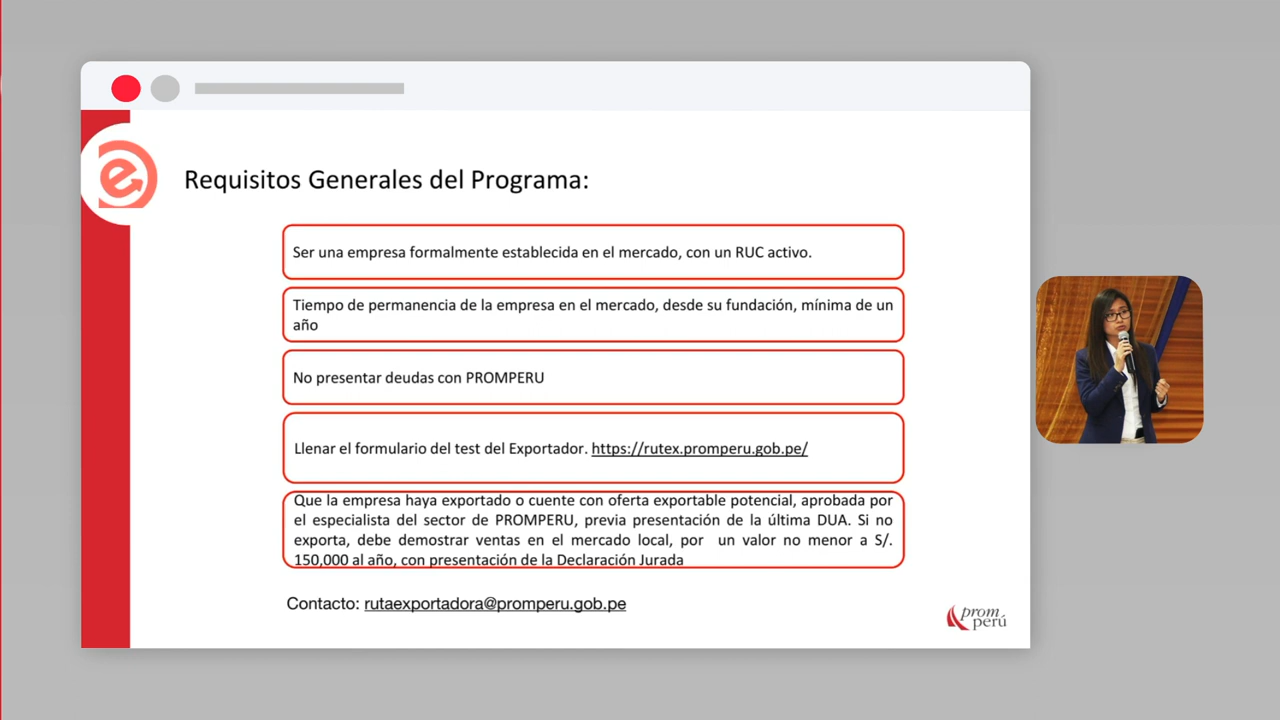 Requisitos Generales del Programa:
Ser una empresa formalmente establecida en el mercado, con un RUC activo.
Tiempo de permanencia de la empresa en el mercado, desde su fundación, mínima de un
año
No presentar deudas con PROMPERU
Llenar el formulario del test del Exportador. https://rutex.promperu.gob.pe/
Que la empresa haya exportado o cuente con oferta exportable potencial, aprobada por
el especialista del sector de PROMPERU, previa presentación de la última DUA. Si no
exporta, debe demostrar ventas en el mercado local, por un valor no menor a S/.
150,000 al año, con presentación de la Declaración Jurada
Contacto: rutaexportadora@promperu.gob.pe
prom
perú